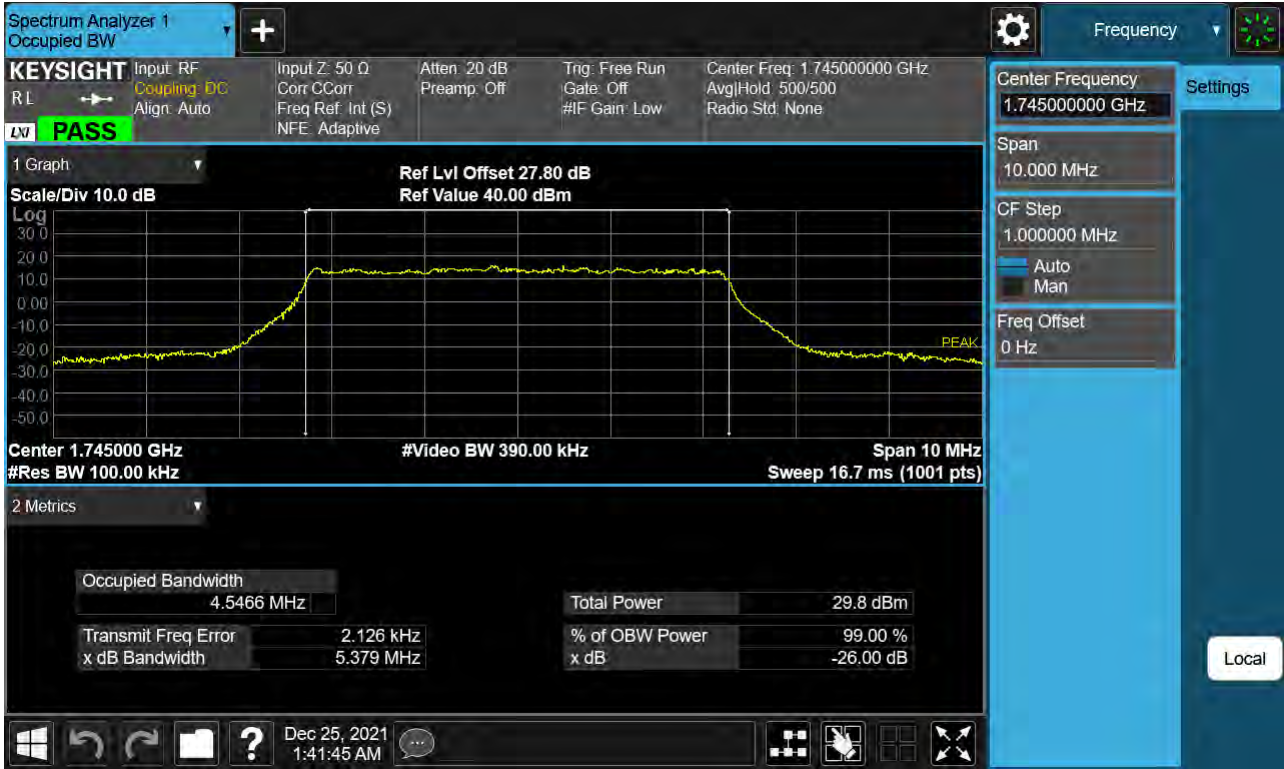 Spectrum Analyzer 1
Occupied BW
Frequency
KEYSIGHT
R L
LXI
PASS
Input: RF
Coupling: DC
Align: Auto
Input Z: 50 Ω
Corr CCorr
Freq Ref: Int (S)
NFE: Adaptive
Atten: 20 dB
Preamp: Off
Trig: Free Run
Gate: Off
#IF Gain: Low
Center Freq: 1.745000000 GHz
Avg|Hold: 500/500
Radio Std: None
Center Frequency
1.745000000 GHz
Settings
Span
10.000 MHz
CF Step
1.000000 MHz
Auto
Man
Freq Offset
0 Hz
Local
1 Graph
Scale/Div 10.0 dB
Ref Lvl Offset 27.80 dB
Ref Value 40.00 dBm
Log
30.0
20.0
10.0
0.00
-10.0
-20.0
-30.0
-40.0
-50.0
PEAK
Center 1.745000 GHz
#Video BW 390.00 kHz
Span 10 MHz
#Res BW 100.00 kHz
Sweep 16.7 ms (1001 pts)
2 Metrics
Occupied Bandwidth
4.5466 MHz
Total Power 29.8 dBm
Transmit Freq Error 2.126 kHz
% of OBW Power 99.00 %
x dB Bandwidth 5.379 MHz
x dB -26.00 dB
?
Dec 25, 2021
1:41:45 AM